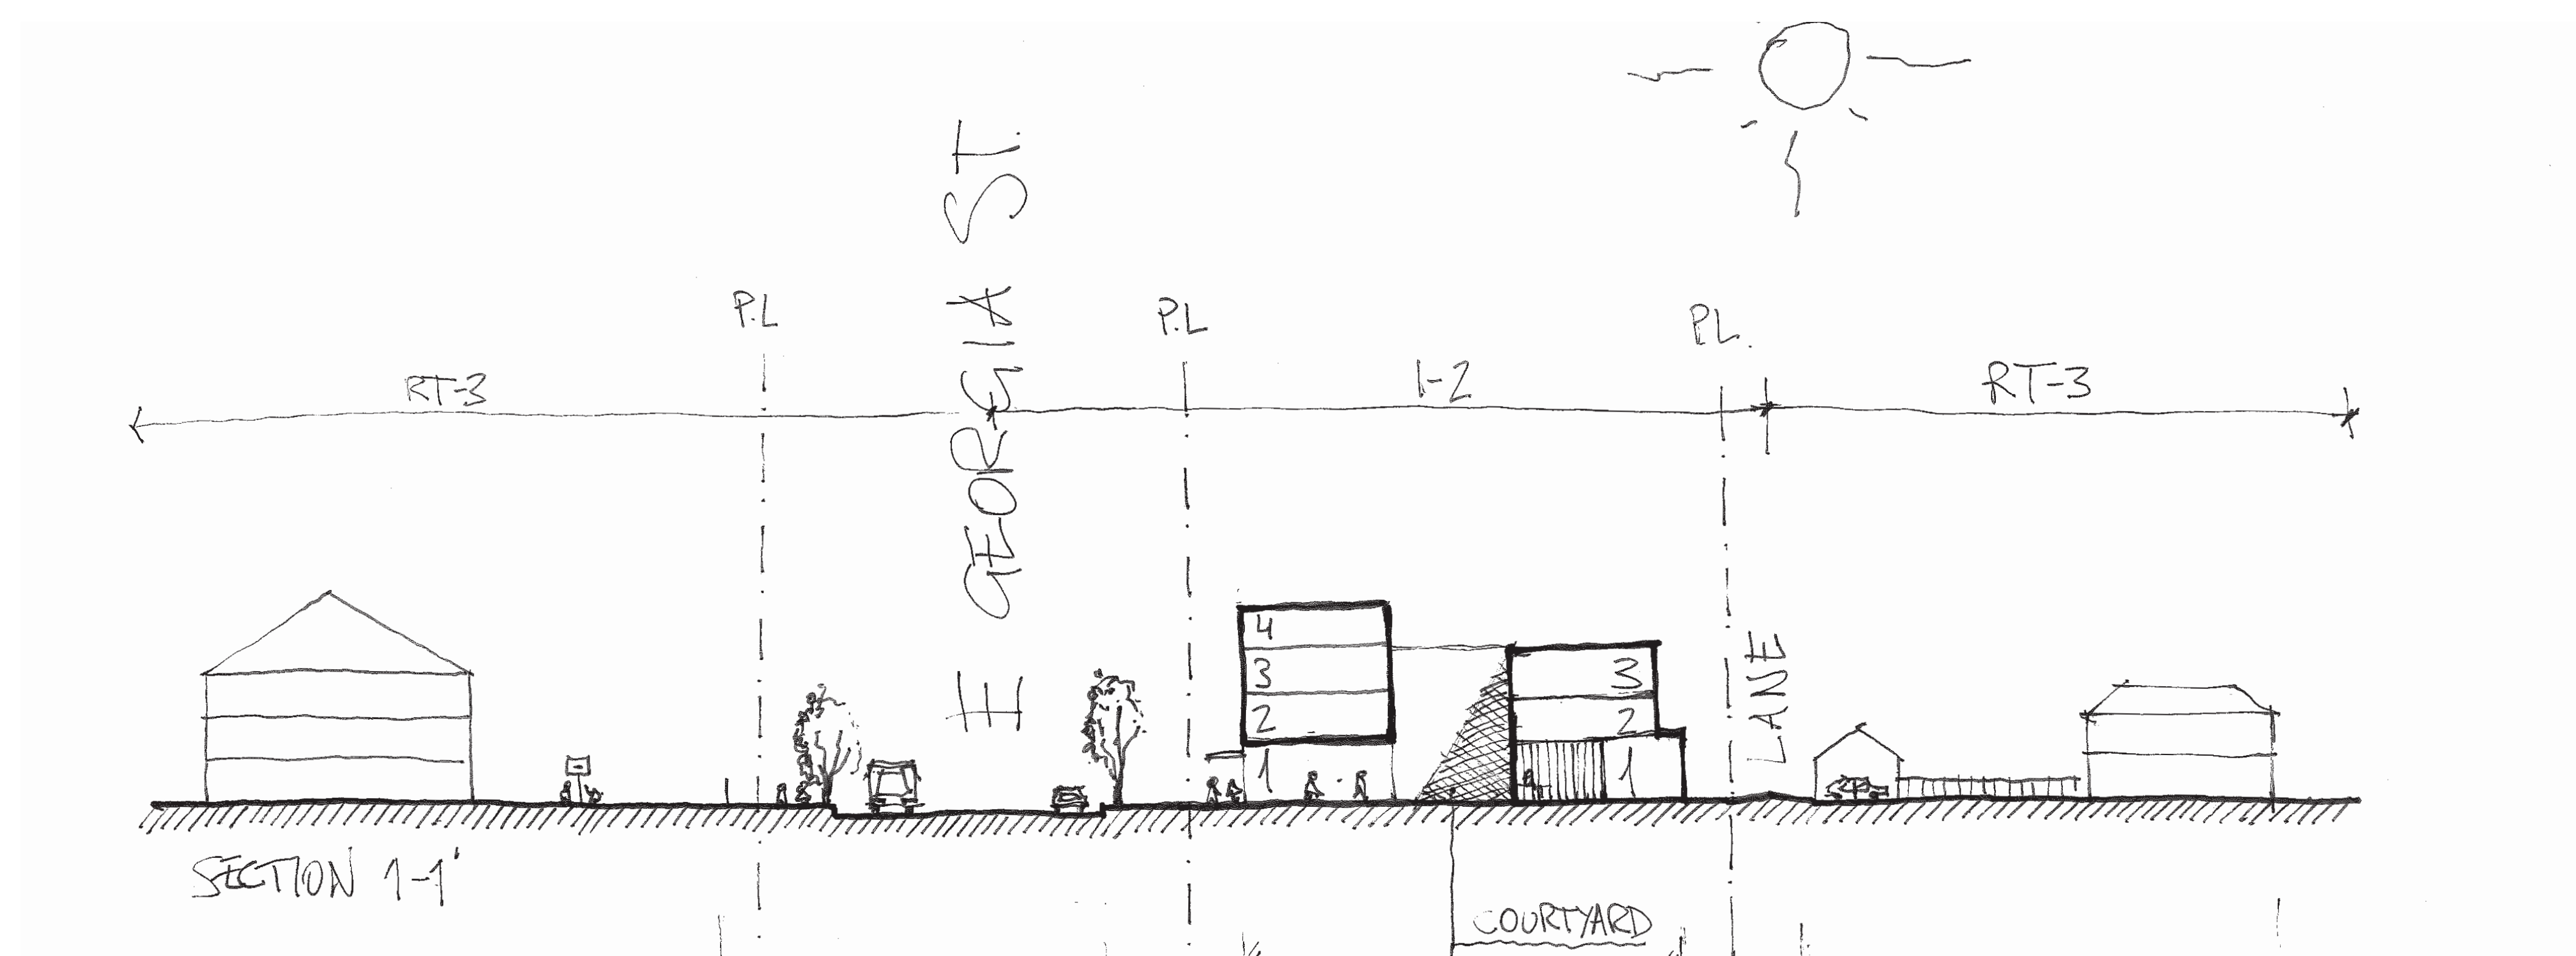 P.L
P.L
P.L.
RT-3
1-2
RT-3
E GEORGIA ST.
LANE
4
3
2
1
3
2
1
SECTION 1-1'
COURTYARD